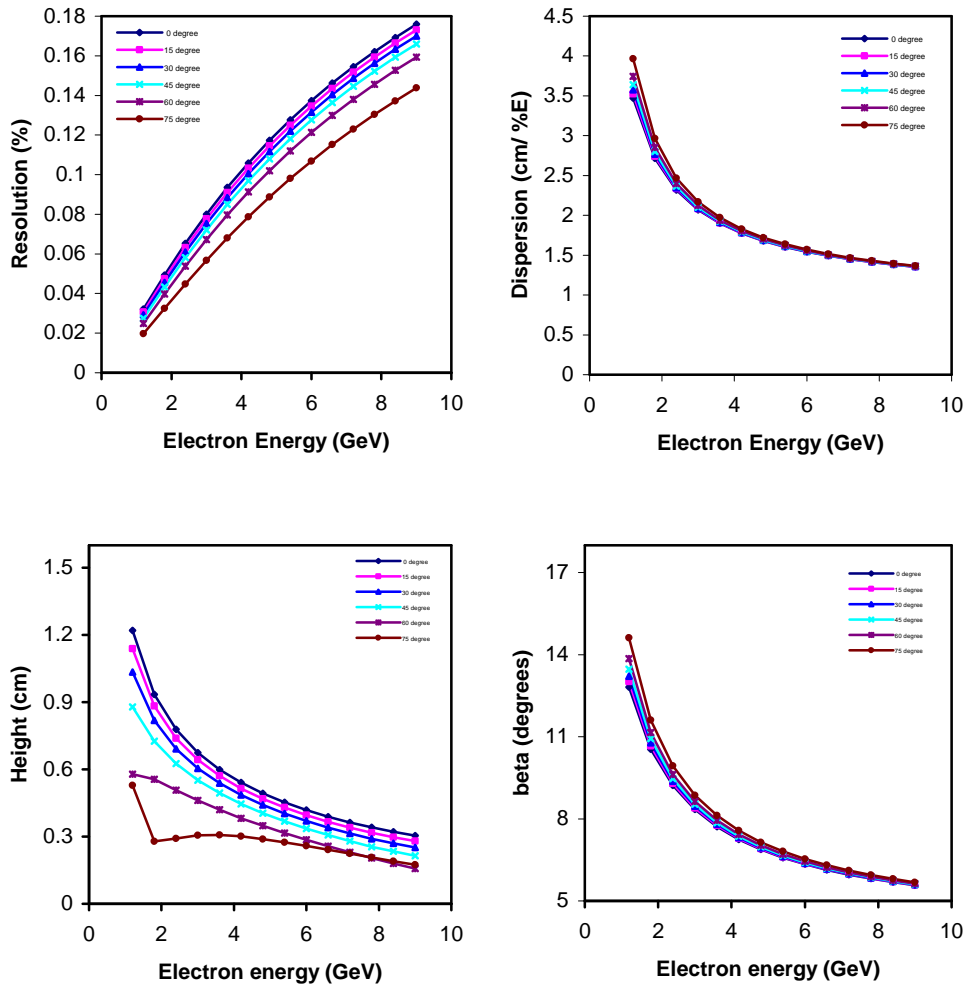 0.18
0.16
0.14
0.12
0.1
0.08
0.06
0.04
0.02
0
Resolution (%)
0 degree
15 degree
30 degree
45 degree
60 degree
75 degree
0 2 4 6 8 10
Electron Energy (GeV)
4.5
4
3.5
3
2.5
2
1.5
1
0.5
0
Dispersion (cm/ %E)
0 degree
15 degree
30 degree
45 degree
60 degree
75 degree
0 2 4 6 8 10
Electron Energy (GeV)
1.5
1.2
0.9
0.6
0.3
0
Height (cm)
0 degree
15 degree
30 degree
45 degree
60 degree
75 degree
0 2 4 6 8 10
Electron energy (GeV)
17
14
11
8
5
beta (degrees)
0 degree
15 degree
30 degree
45 degree
60 degree
75 degree
0 2 4 6 8 10
Electron energy (GeV)